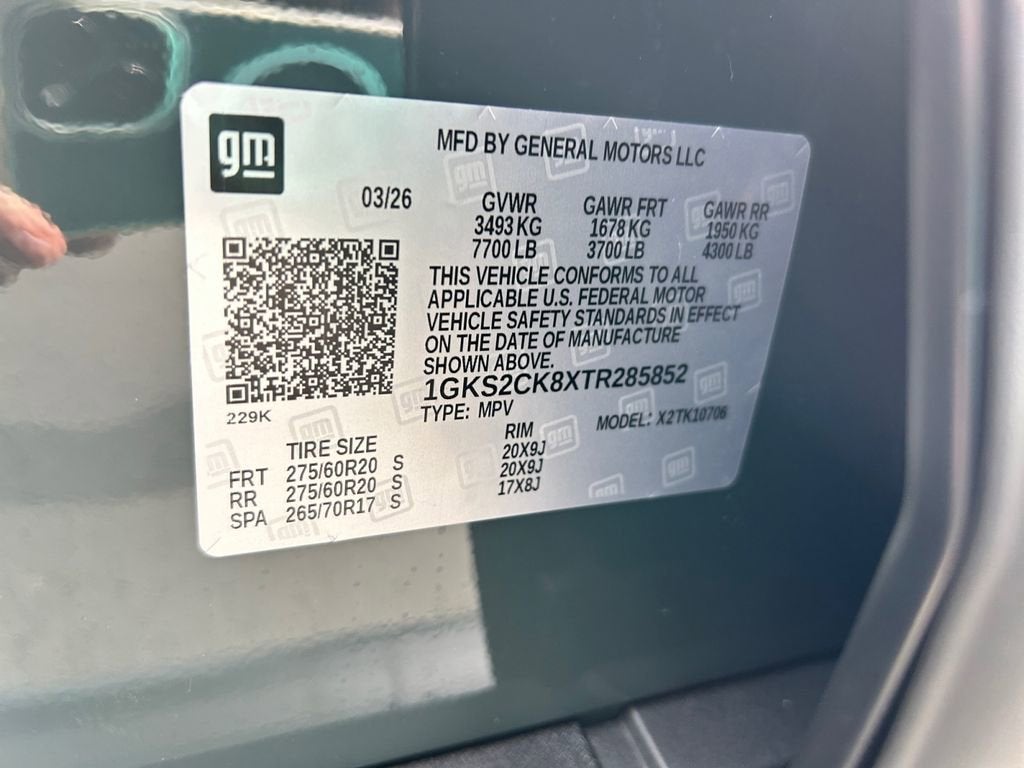 gm
MFD BY GENERAL MOTORS LLC
03/26
GVWR GAWR FRT GAWR RR
3493 KG 1678 KG 1950 KG
7700 LB 3700 LB 4300 LB
THIS VEHICLE CONFORMS TO ALL
APPLICABLE U.S. FEDERAL MOTOR
VEHICLE SAFETY STANDARDS IN EFFECT
ON THE DATE OF MANUFACTURE
SHOWN ABOVE.
1GKS2CK8XTR285852
TYPE: MPV MODEL: X2TK10706
229K
TIRE SIZE RIM
FRT 275/60R20 S 20X9J
RR 275/60R20 S 20X9J
SPA 265/70R17 S 17X8J